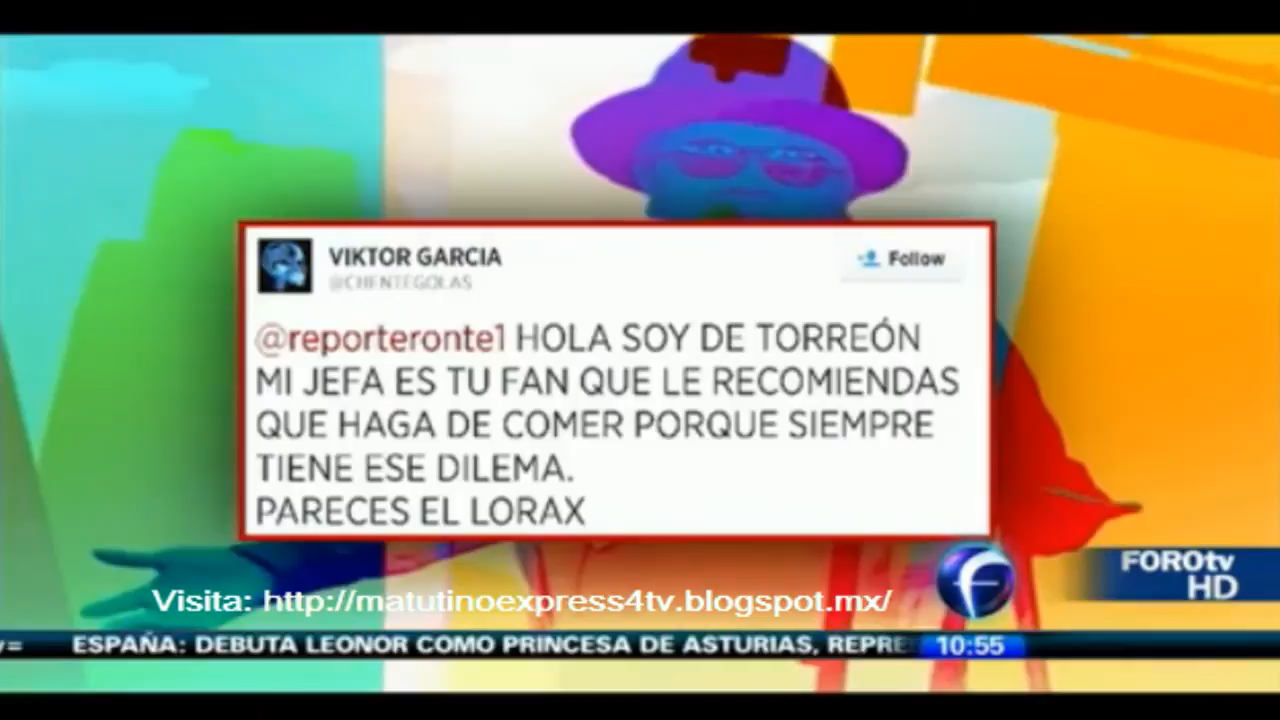 VIKTOR GARCIA
@CHENTEGOLAS
Follow
@reporteronte1 HOLA SOY DE TORREÓN
MI JEFA ES TU FAN QUE LE RECOMIENDAS
QUE HAGA DE COMER PORQUE SIEMPRE
TIENE ESE DILEMA.
PARECES EL LORAX
FOROtv
HD
Visita: http://matutinoexpress4tv.blogspot.mx/
ESPAÑA: DEBUTA LEONOR COMO PRINCESA DE ASTURIAS, REPRE
10:55